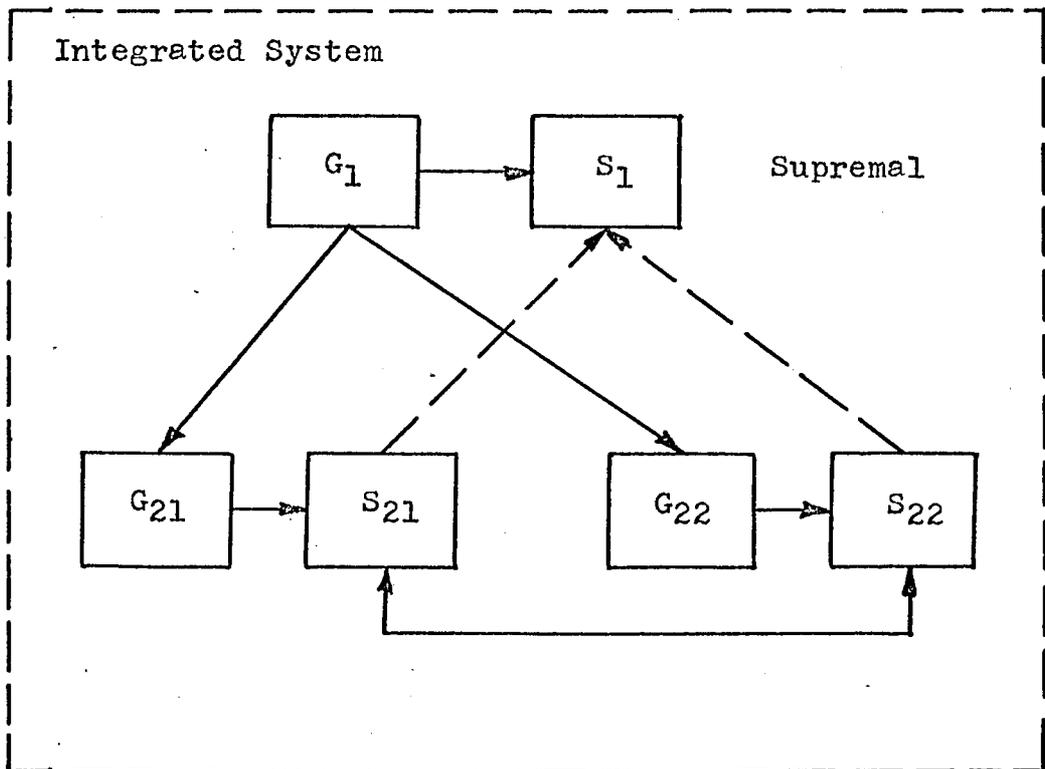 Integrated System
G1
S1
Supremal
G21
S21
G22
S22